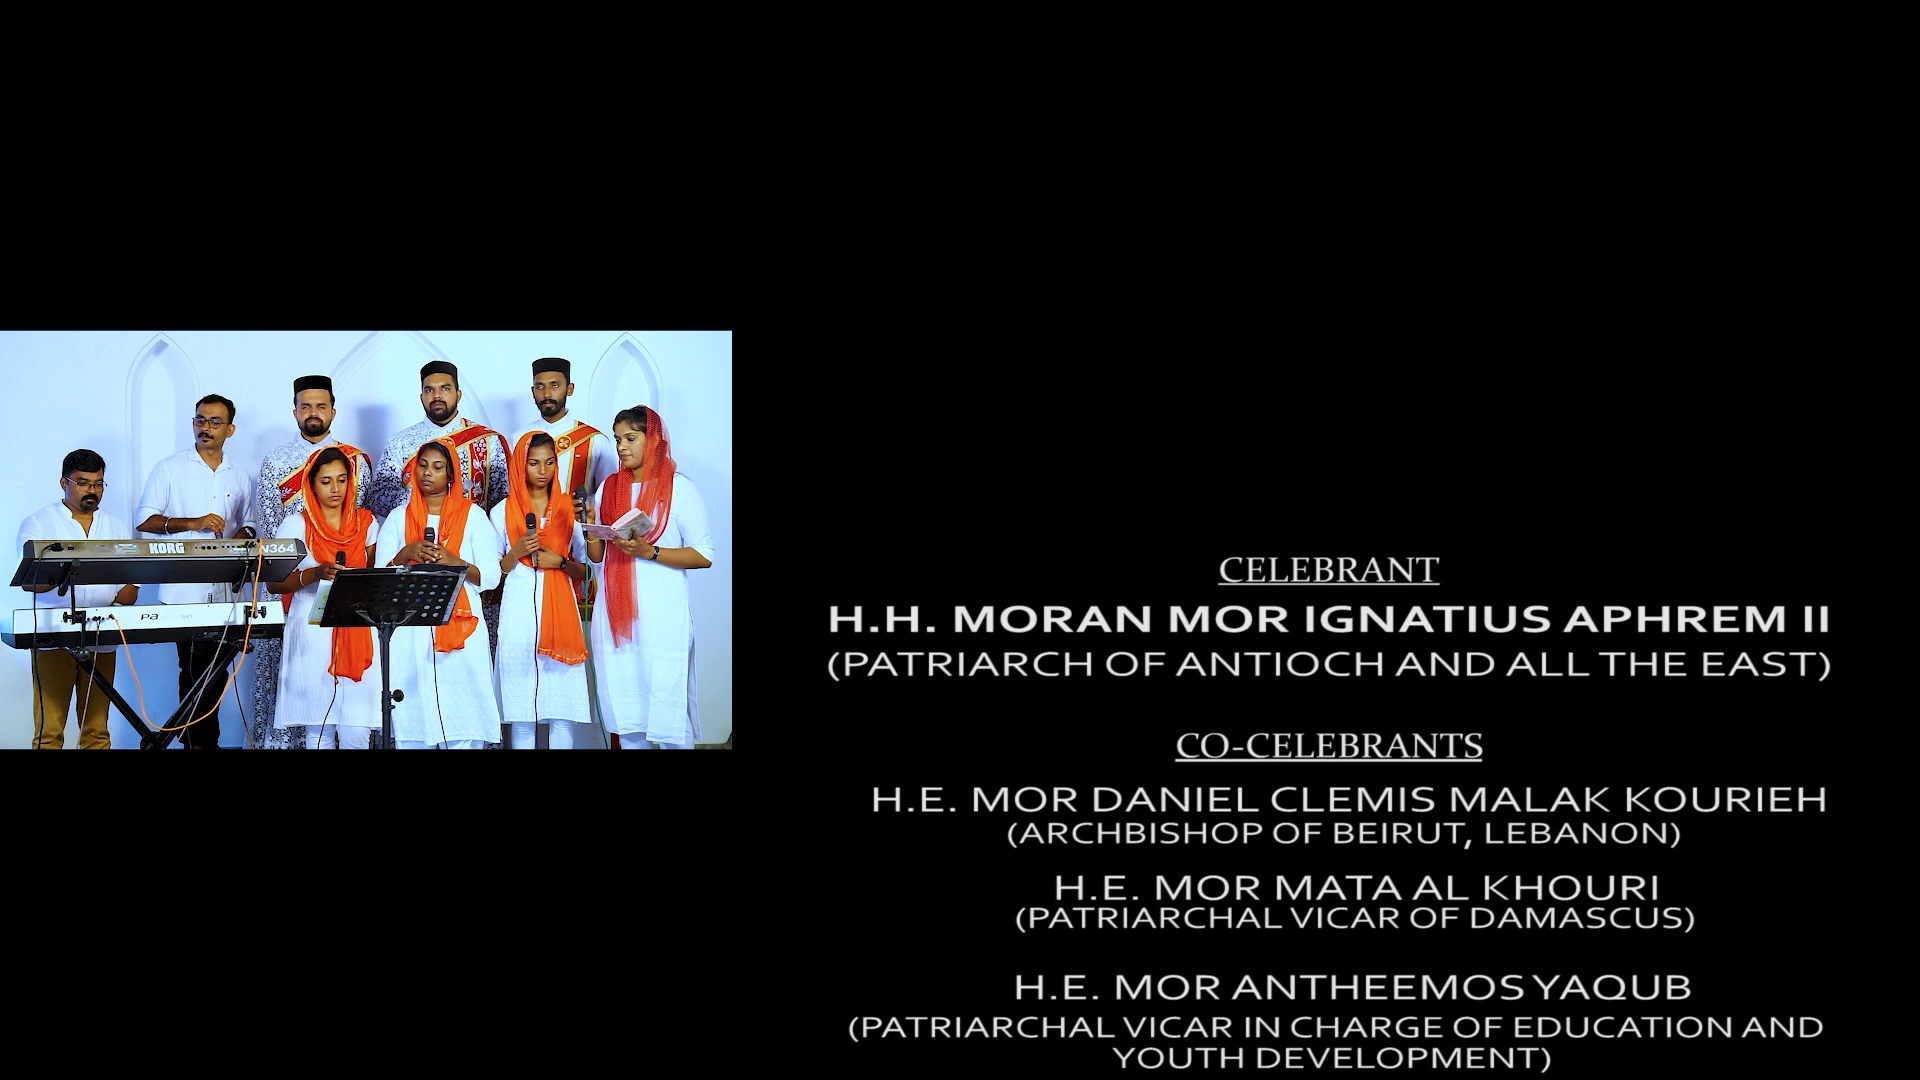 KORG
N364
Pa
CELEBRANT
H.H. MORAN MOR IGNATIUS APHREM II
(PATRIARCH OF ANTIOCH AND ALL THE EAST)
CO-CELEBRANTS
H.E. MOR DANIEL CLEMIS MALAK KOURIEH
(ARCHBISHOP OF BEIRUT, LEBANON)
H.E. MOR MATA AL KHOURI
(PATRIARCHAL VICAR OF DAMASCUS)
H.E. MOR ANTHEEMOS YAQUB
(PATRIARCHAL VICAR IN CHARGE OF EDUCATION AND
YOUTH DEVELOPMENT)